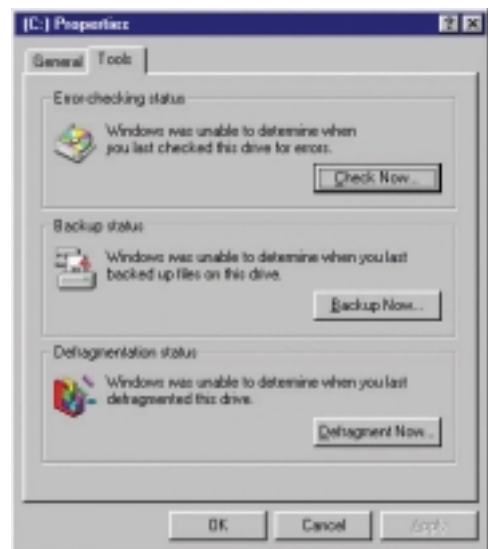 (C:) Properties
General Tools
Error-checking status
Windows was unable to determine when
you last checked this drive for errors.
Check Now...
Backup status
Windows was unable to determine when you last
backed up files on this drive.
Backup Now...
Defragmentation status
Windows was unable to determine when you last
defragmented this drive.
Defragment Now...
OK Cancel Apply